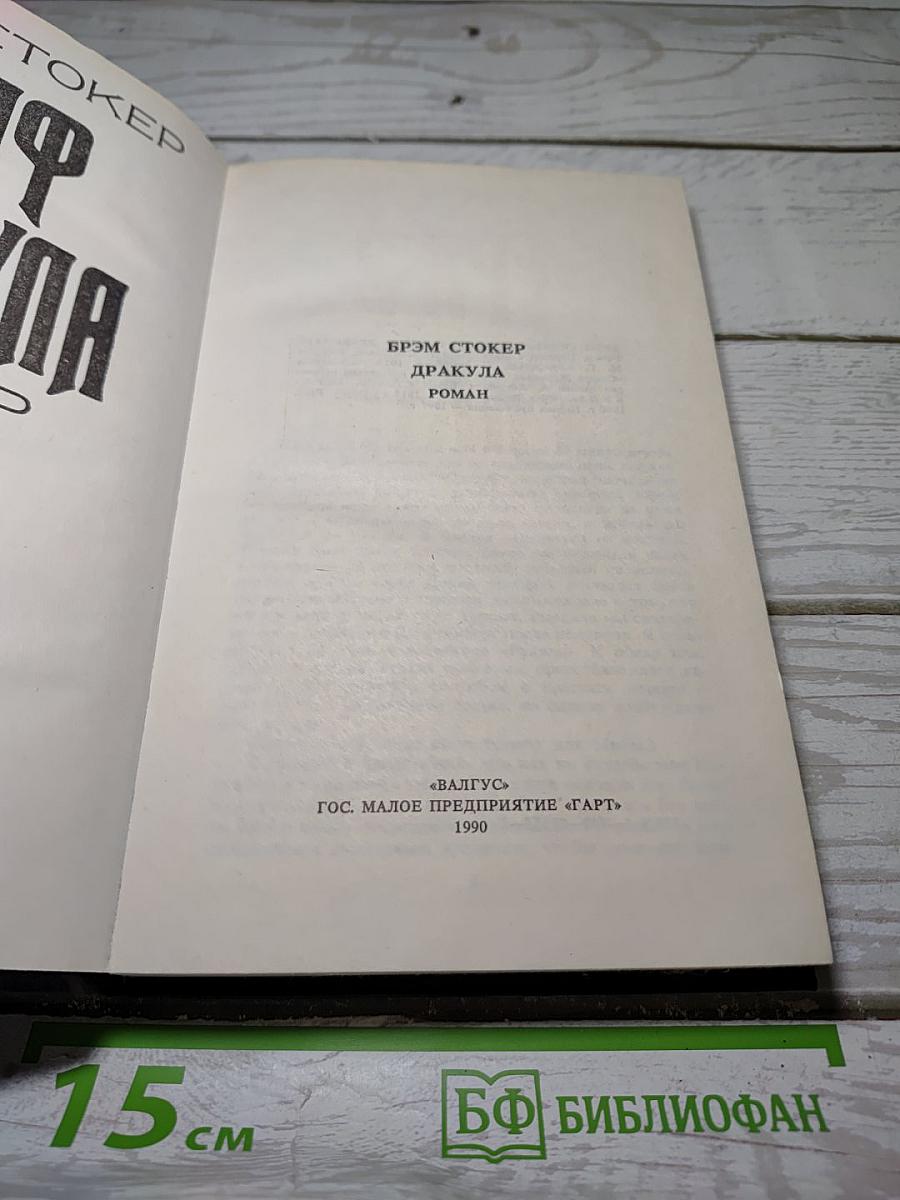 СТОКЕР
БРЭМ СТОКЕР
ДРАКУЛА
РОМАН
«ВАЛГУС»
ГОС. МАЛОЕ ПРЕДПРИЯТИЕ «ГАРТ»
1990
15 см
БФ БИБЛИОФАН